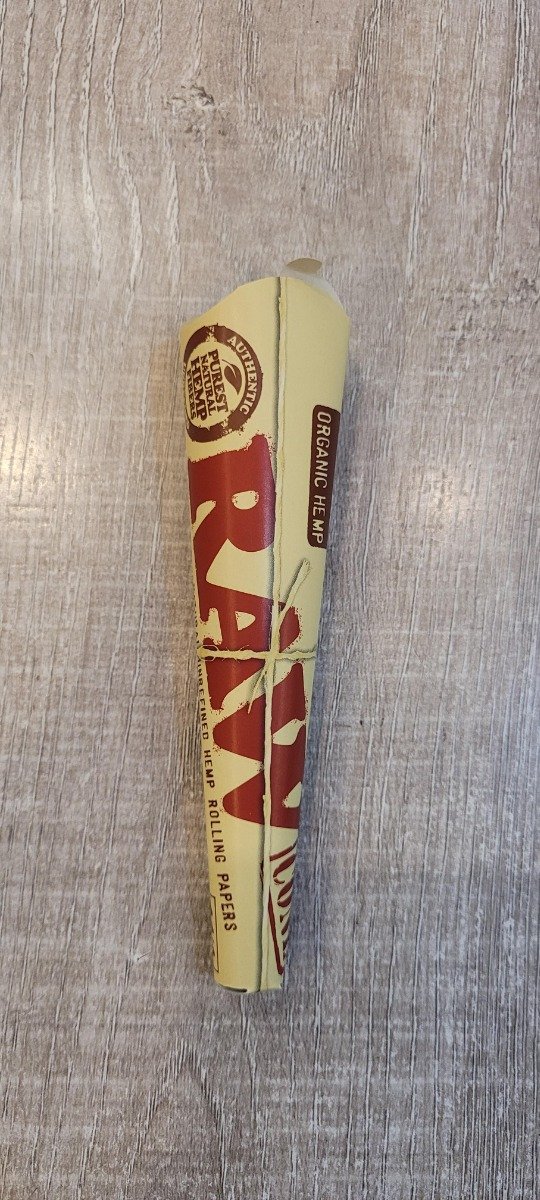 AUTHENTIC
PUREST
NATURAL
HEMP
FIBERS
ORGANIC HEMP
RAW
UNREFINED HEMP ROLLING PAPERS